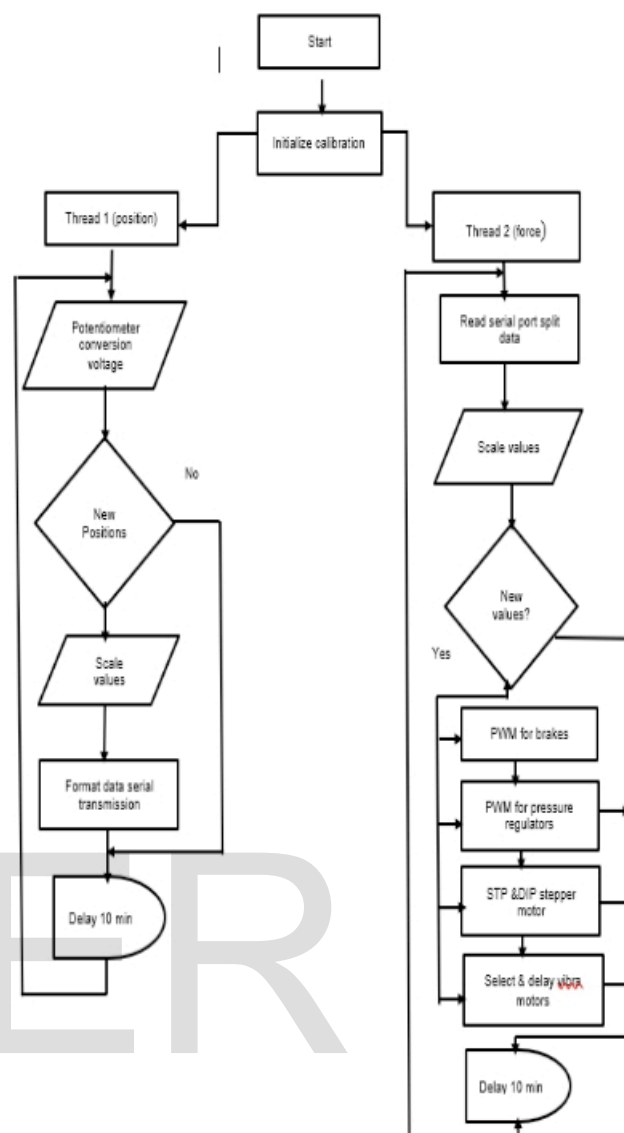 Start
Initialize calibration
Thread 1 (position)
Potentiometer
conversion
voltage
No
New
Positions
Scale
values
Format data serial
transmission
Delay 10 min
Thread 2 (force)
Read serial port split
data
Scale values
New
values?
Yes
PWM for brakes
PWM for pressure
regulators
STP &DIP stepper
motor
Select & delay vibra
motors
Delay 10 min
ER